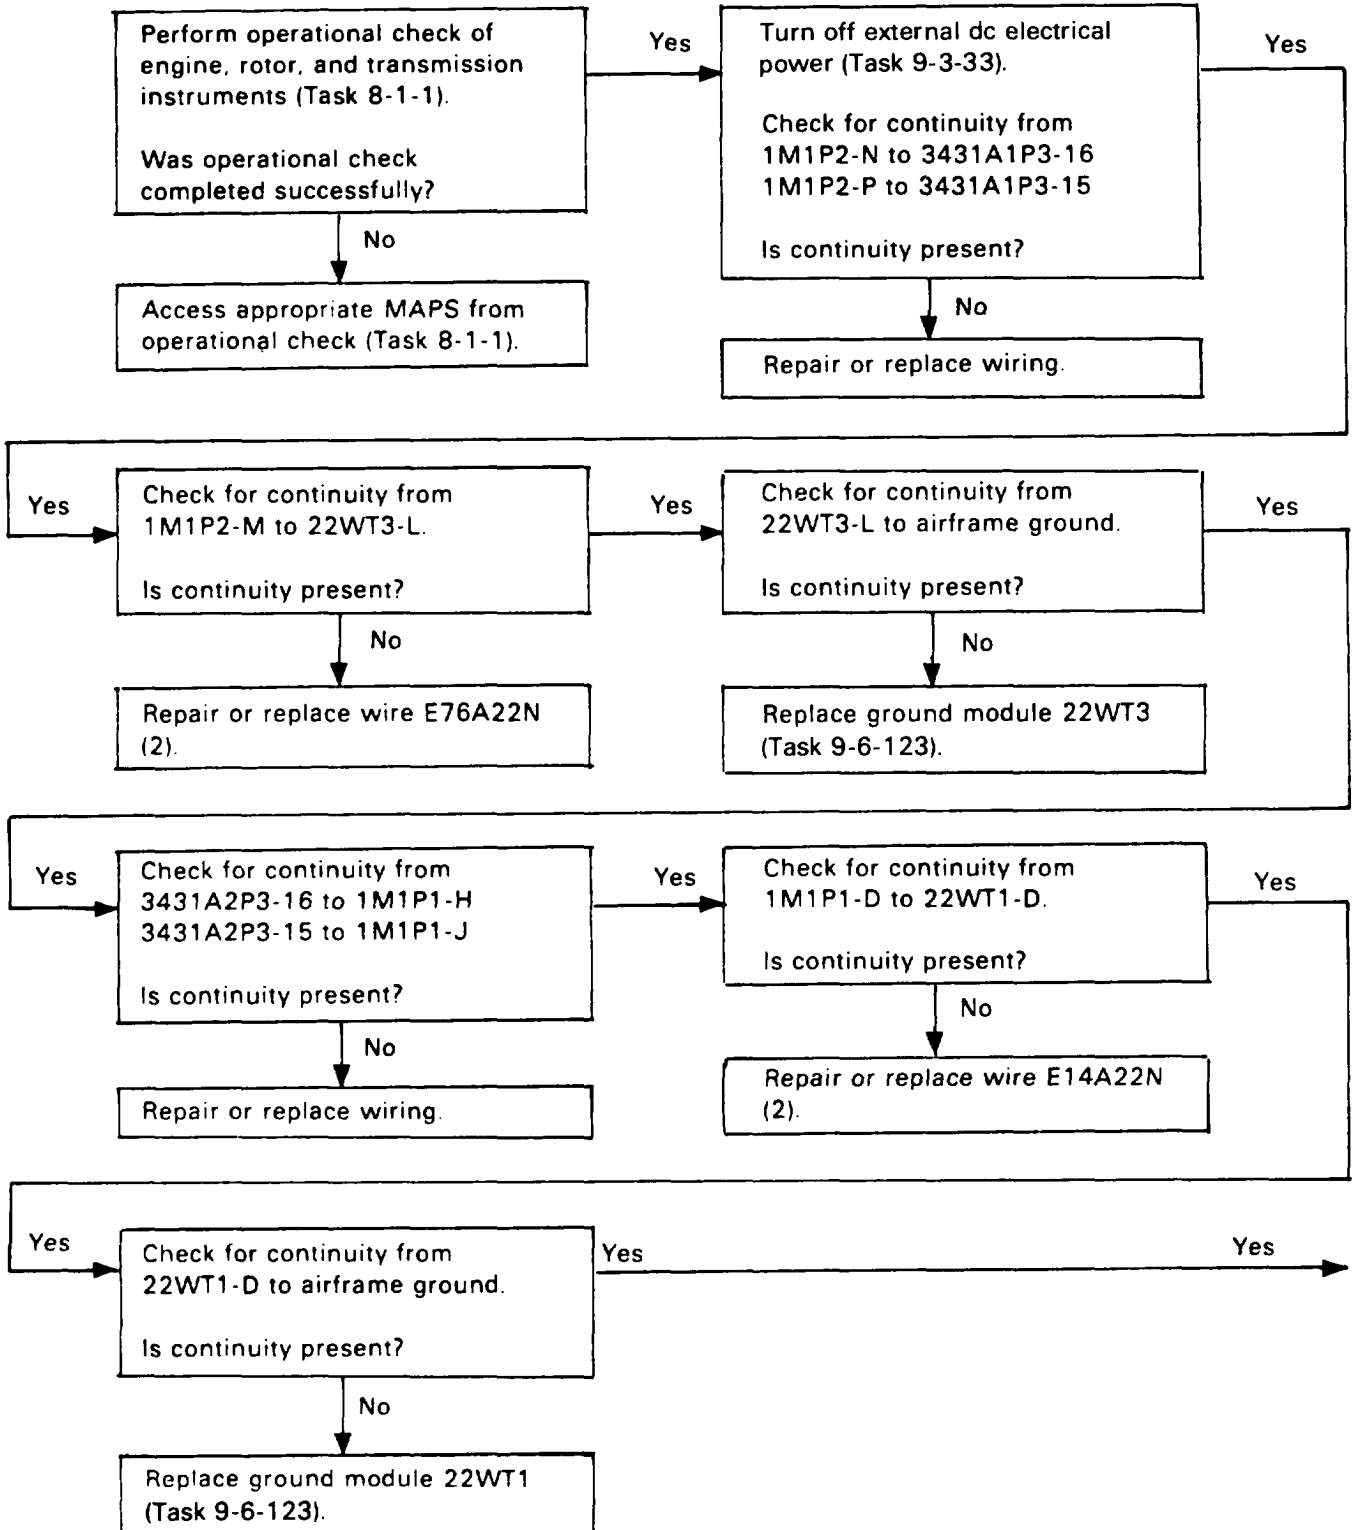 Perform operational check of
engine, rotor, and transmission
instruments (Task 8-1-1).
Was operational check
completed successfully?
Yes
Turn off external dc electrical
power (Task 9-3-33).
Check for continuity from
1M1P2-N to 3431A1P3-16
1M1P2-P to 3431A1P3-15
Is continuity present?
Yes
No
Access appropriate MAPS from
operational check (Task 8-1-1).
No
Repair or replace wiring.
Yes
Check for continuity from
1M1P2-M to 22WT3-L.
Is continuity present?
Yes
Check for continuity from
22WT3-L to airframe ground.
Is continuity present?
Yes
No
Repair or replace wire E76A22N
(2).
No
Replace ground module 22WT3
(Task 9-6-123).
Yes
Check for continuity from
3431A2P3-16 to 1M1P1-H
3431A2P3-15 to 1M1P1-J
Is continuity present?
Yes
Check for continuity from
1M1P1-D to 22WT1-D.
Is continuity present?
Yes
No
Repair or replace wiring.
No
Repair or replace wire E14A22N
(2).
Yes
Check for continuity from
22WT1-D to airframe ground.
Is continuity present?
Yes
Yes
No
Replace ground module 22WT1
(Task 9-6-123).